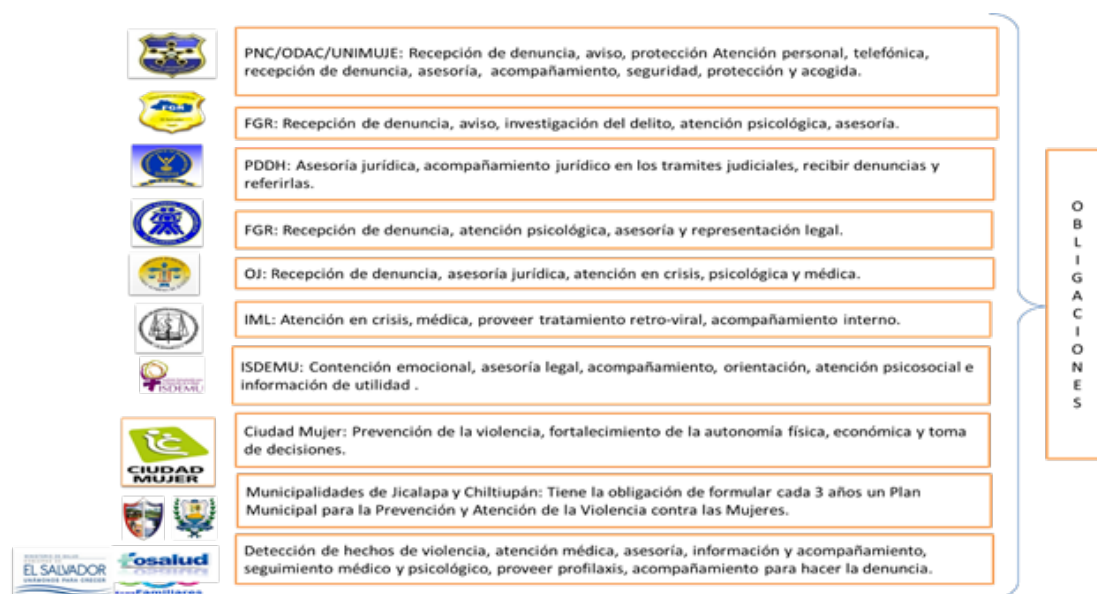 PNC/ODAC/UNIMUJE: Recepción de denuncia, aviso, protección Atención personal, telefónica,
recepción de denuncia, asesoría, acompañamiento, seguridad, protección y acogida.
FGR
FGR: Recepción de denuncia, aviso, investigación del delito, atención psicológica, asesoría.
PDDH: Asesoría jurídica, acompañamiento jurídico en los tramites judiciales, recibir denuncias y
referirlas.
FGR: Recepción de denuncia, atención psicológica, asesoría y representación legal.
OJ: Recepción de denuncia, asesoría jurídica, atención en crisis, psicológica y médica.
IML: Atención en crisis, médica, proveer tratamiento retro-viral, acompañamiento interno.
ISDEMU
ISDEMU: Contención emocional, asesoría legal, acompañamiento, orientación, atención psicosocial e
información de utilidad .
CIUDAD
MUJER
Ciudad Mujer: Prevención de la violencia, fortalecimiento de la autonomía física, económica y toma
de decisiones.
Municipalidades de Jicalapa y Chiltiupán: Tiene la obligación de formular cada 3 años un Plan
Municipal para la Prevención y Atención de la Violencia contra las Mujeres.
MINISTERIO DE SALUD
EL SALVADOR
UNÁMONOS PARA CRECER
fosalud
Familiares
Detección de hechos de violencia, atención médica, asesoría, información y acompañamiento,
seguimiento médico y psicológico, proveer profilaxis, acompañamiento para hacer la denuncia.
OBLIGACIONES